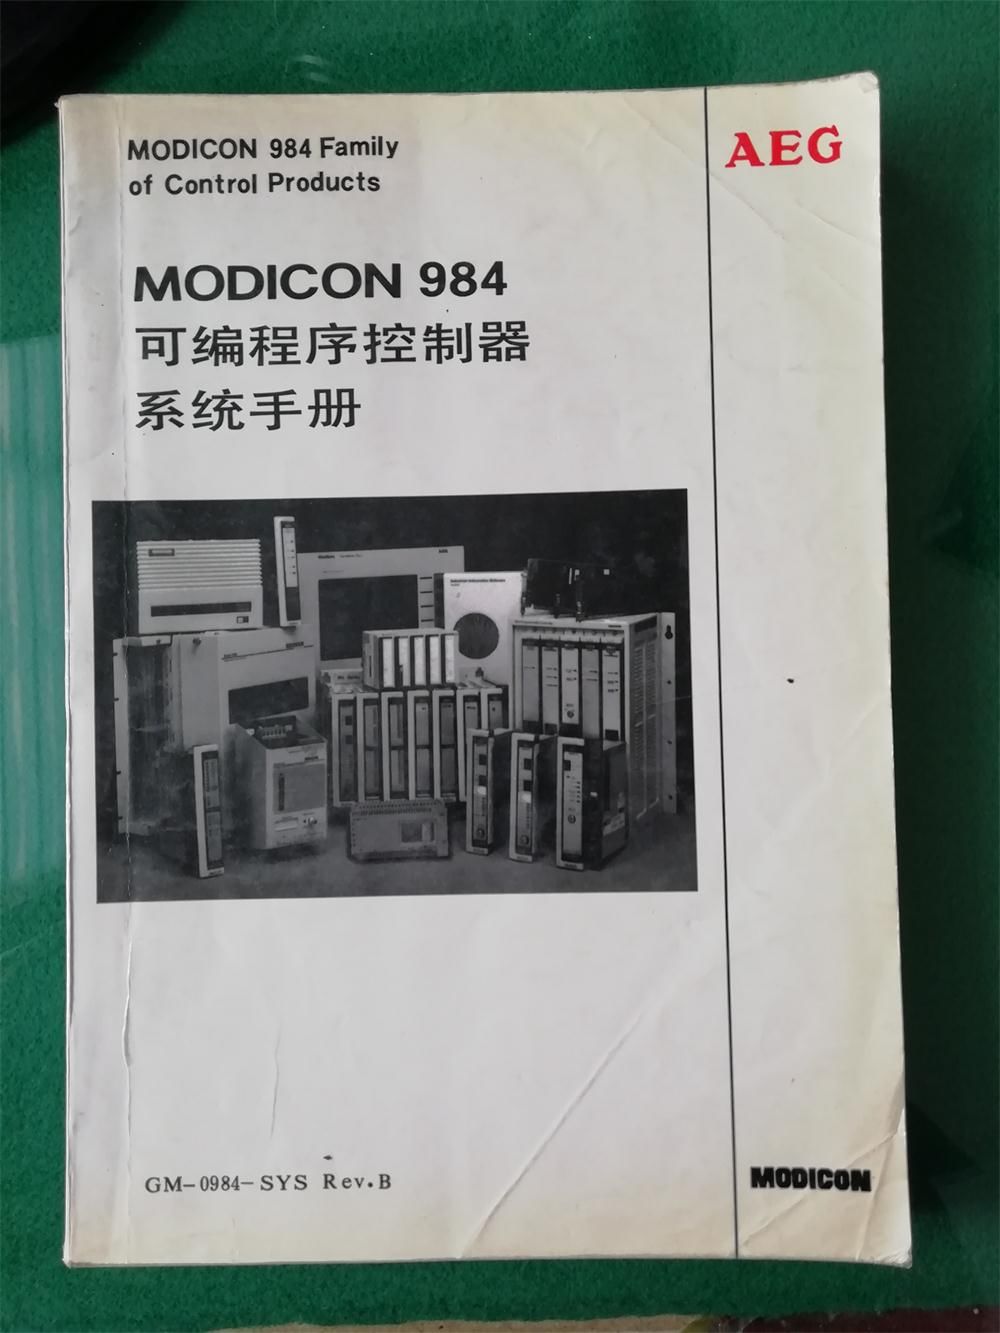 MODICON 984 Family
of Control Products
AEG
MODICON 984
可编程序控制器
系统手册
GM-0984-SYS Rev.B
MODICON